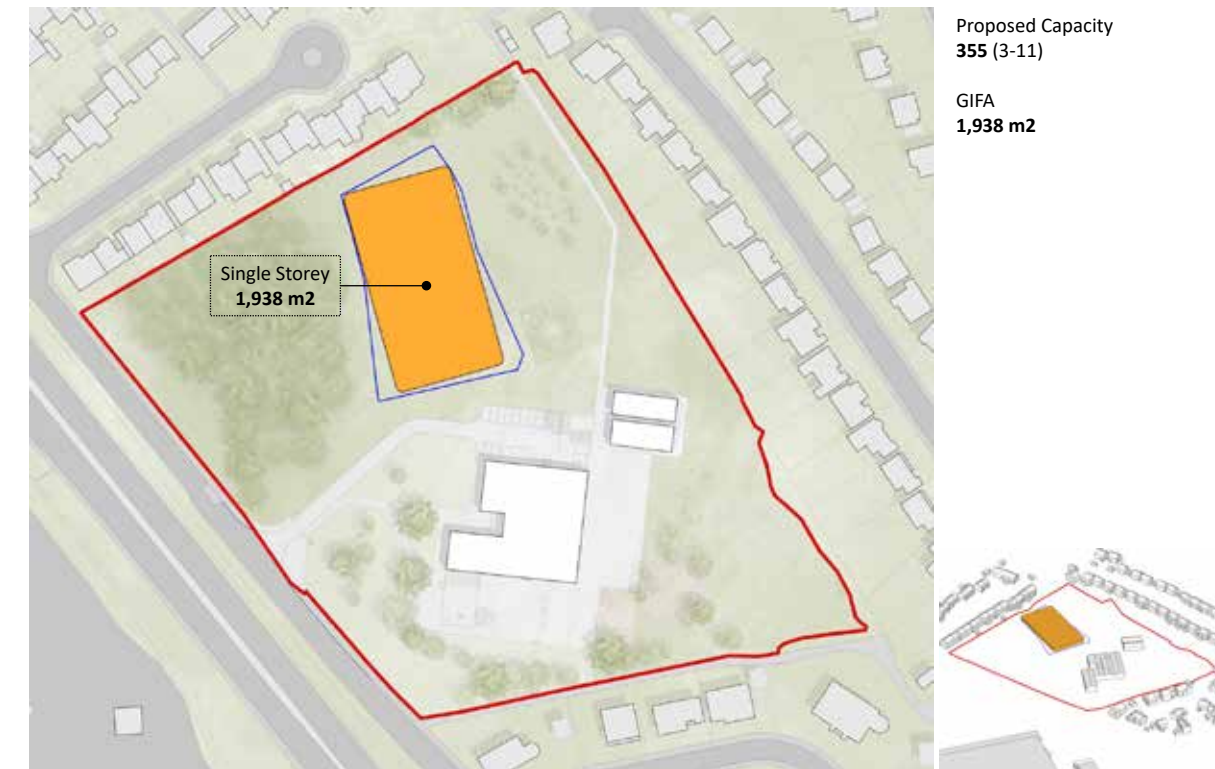 Proposed Capacity
355 (3-11)
GIFA
1,938 m2
Single Storey
1,938 m2